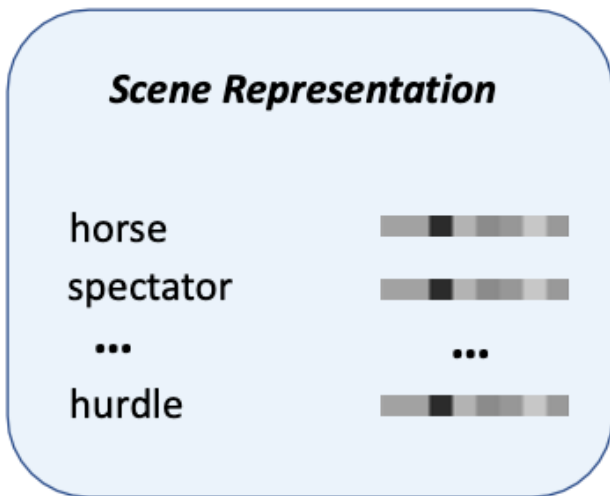 Scene Representation
horse
spectator
... ...
hurdle